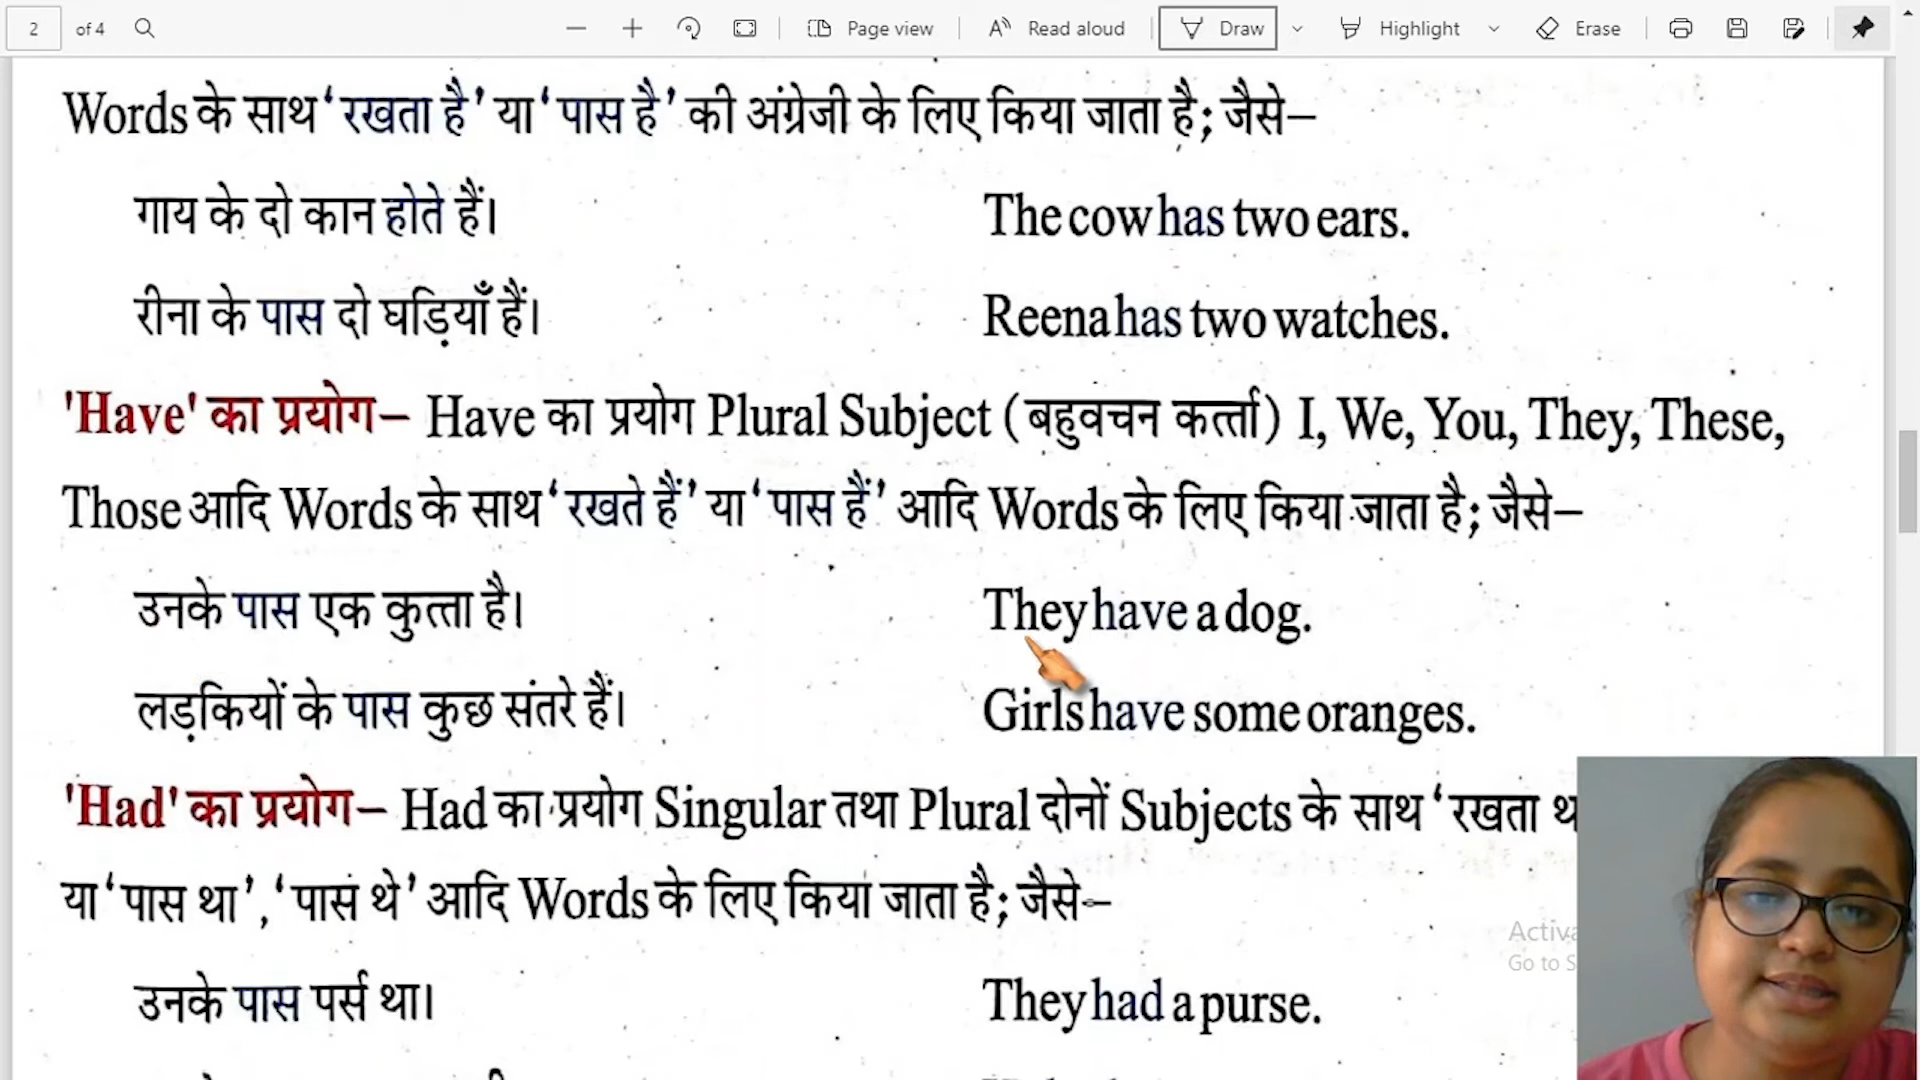 2 of 4 Page view Read aloud Draw Highlight Erase
Words के साथ ‘रखता है’ या ‘पास है’ की अंग्रेजी के लिए किया जाता है; जैसे–
गाय के दो कान होते हैं। The cow has two ears.
रीना के पास दो घड़ियाँ हैं। Reena has two watches.
'Have' का प्रयोग– Have का प्रयोग Plural Subject (बहुवचन कर्त्ता) I, We, You, They, These,
Those आदि Words के साथ ‘रखते हैं’ या ‘पास हैं’ आदि Words के लिए किया जाता है; जैसे–
उनके पास एक कुत्ता है। They have a dog.
लड़कियों के पास कुछ संतरे हैं। Girls have some oranges.
'Had' का प्रयोग– Had का प्रयोग Singular तथा Plural दोनों Subjects के साथ ‘रखता
या ‘पास था’, ‘पास थे’ आदि Words के लिए किया जाता है; जैसे–
Go to
उनके पास पर्स था। They had a purse.